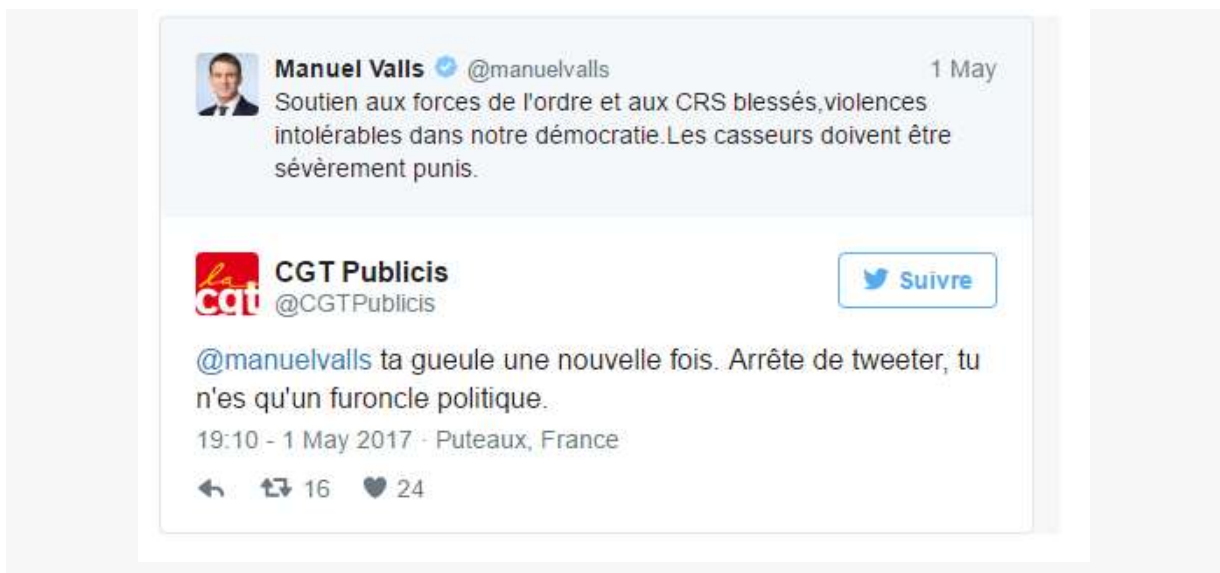 Manuel Valls @manuelvalls 1 May
Soutien aux forces de l'ordre et aux CRS blessés,violences
intolérables dans notre démocratie.Les casseurs doivent être
sévèrement punis.
la cgt
CGT Publicis
@CGTPublicis
Suivre
@manuelvalls ta gueule une nouvelle fois. Arrête de tweeter, tu
n'es qu'un furoncle politique.
19:10 - 1 May 2017 · Puteaux, France
16 24